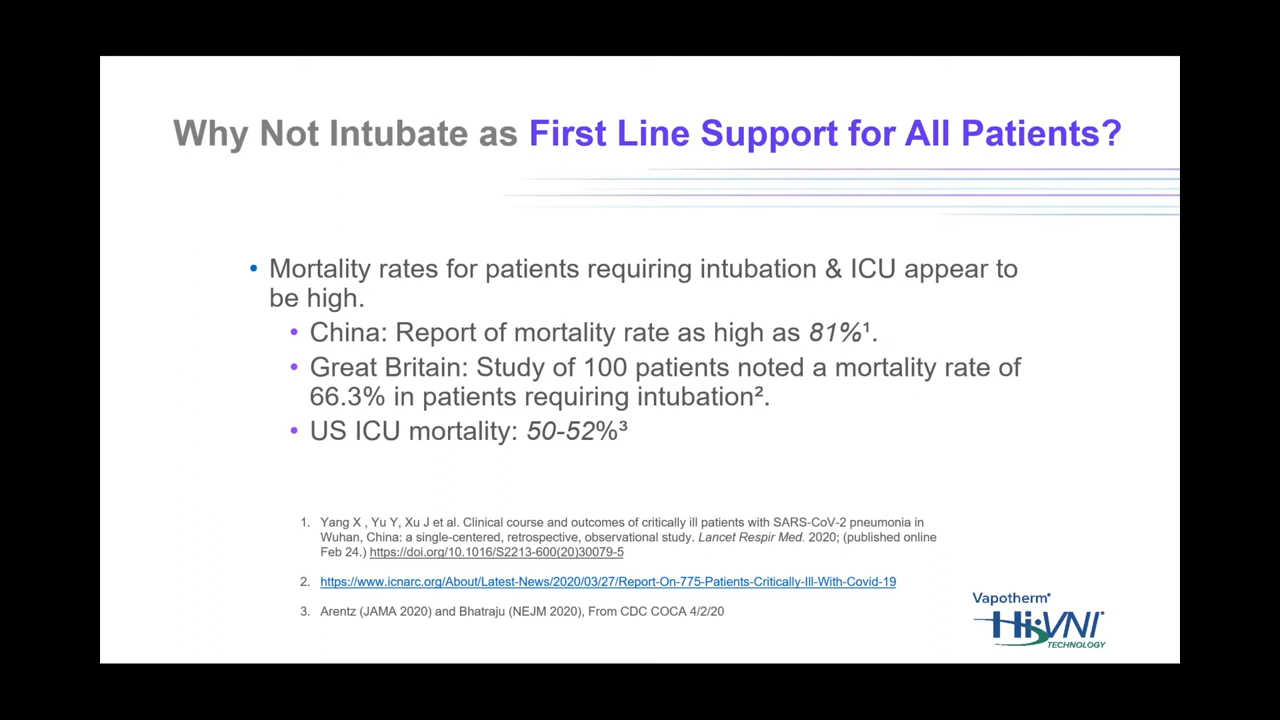 Why Not Intubate as First Line Support for All Patients?
• Mortality rates for patients requiring intubation & ICU appear to
be high.
• China: Report of mortality rate as high as 81%¹.
• Great Britain: Study of 100 patients noted a mortality rate of
66.3% in patients requiring intubation².
• US ICU mortality: 50-52%³
1. Yang X , Yu Y, Xu J et al. Clinical course and outcomes of critically ill patients with SARS-CoV-2 pneumonia in
Wuhan, China: a single-centered, retrospective, observational study. Lancet Respir Med. 2020; (published online
Feb 24.) https://doi.org/10.1016/S2213-600(20)30079-5
2. https://www.icnarc.org/About/Latest-News/2020/03/27/Report-On-775-Patients-Critically-Ill-With-Covid-19
3. Arentz (JAMA 2020) and Bhatraju (NEJM 2020), From CDC COCA 4/2/20
Vapotherm®
Hi-VNI®
TECHNOLOGY